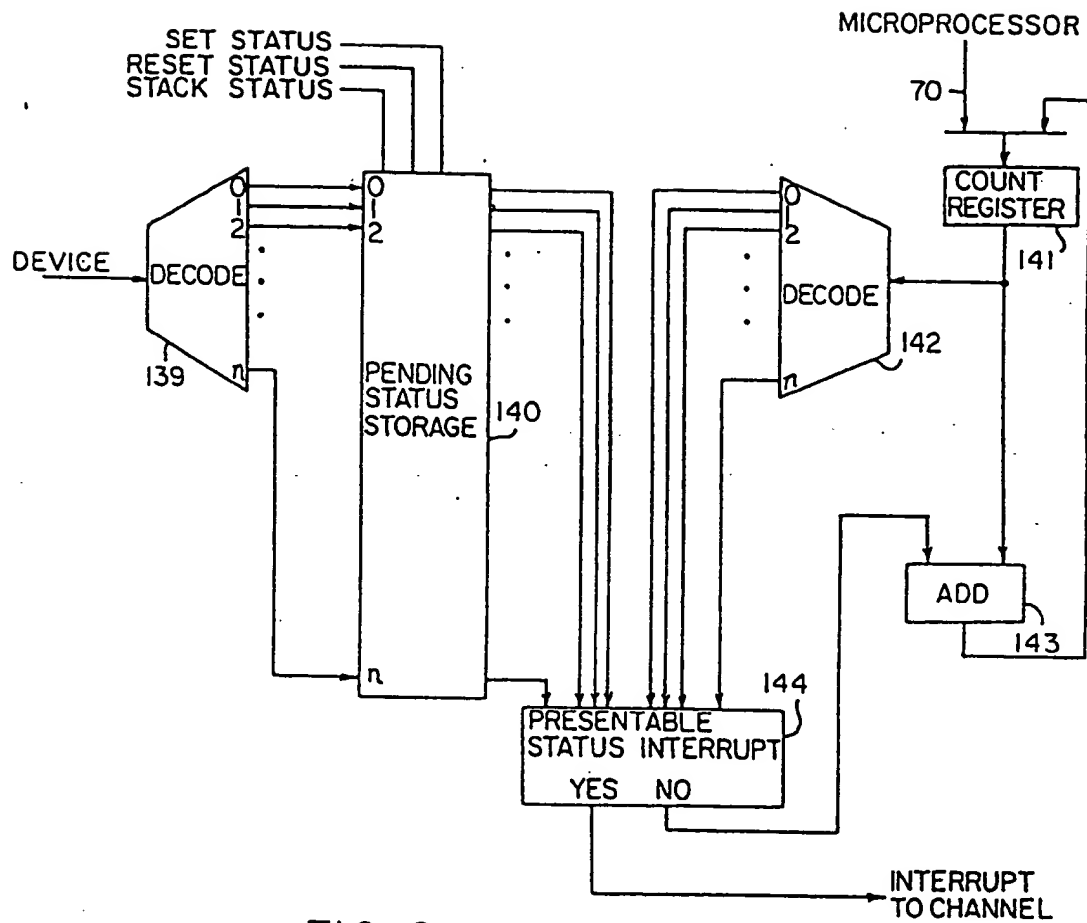 SET STATUS
RESET STATUS
STACK STATUS
MICROPROCESSOR
70
COUNT
REGISTER
141
DEVICE
DECODE
0
1
2
n
139
0
1
2
n
PENDING
STATUS
STORAGE
140
0
1
2
n
DECODE
142
ADD
143
144
PRESENTABLE
STATUS INTERRUPT
YES NO
INTERRUPT
TO CHANNEL